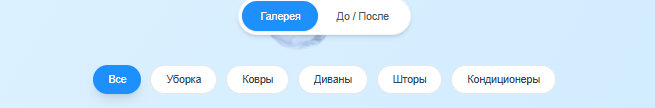 Галерея До / После
Все Уборка Ковры Диваны Шторы Кондиционеры